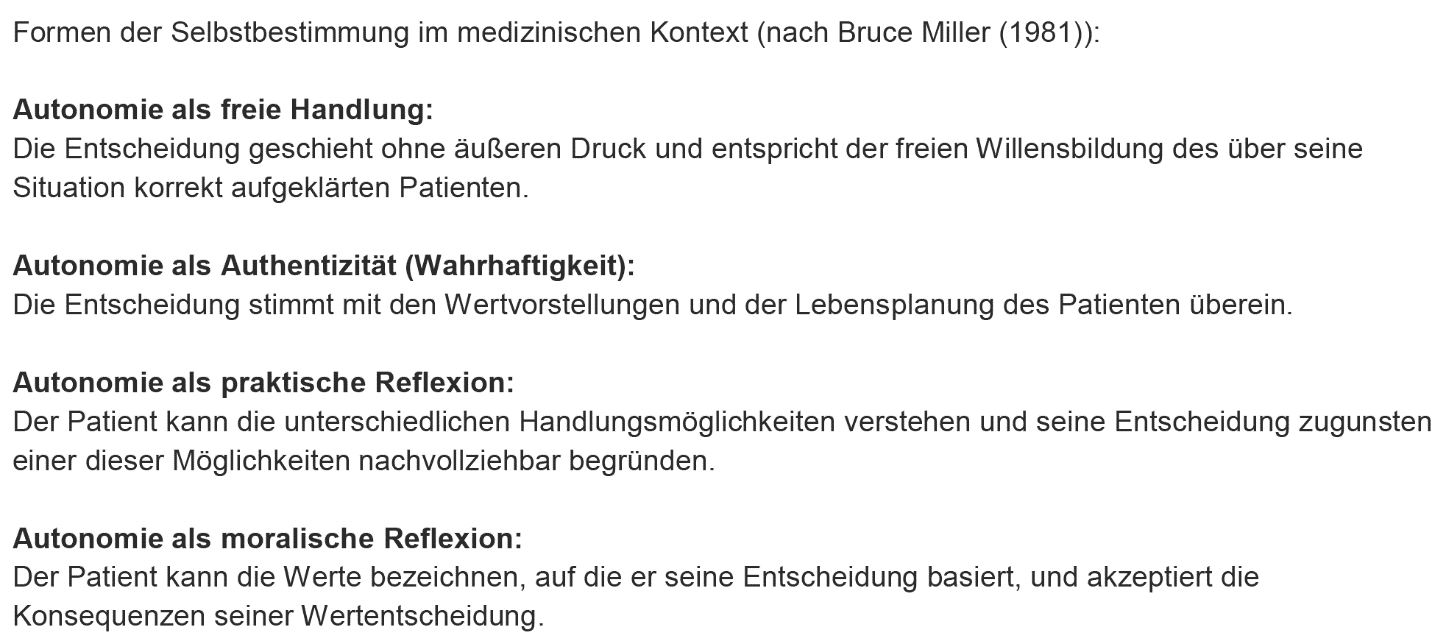 Formen der Selbstbestimmung im medizinischen Kontext (nach Bruce Miller (1981)):
Autonomie als freie Handlung:
Die Entscheidung geschieht ohne äußeren Druck und entspricht der freien Willensbildung des über seine
Situation korrekt aufgeklärten Patienten.
Autonomie als Authentizität (Wahrhaftigkeit):
Die Entscheidung stimmt mit den Wertvorstellungen und der Lebensplanung des Patienten überein.
Autonomie als praktische Reflexion:
Der Patient kann die unterschiedlichen Handlungsmöglichkeiten verstehen und seine Entscheidung zugunsten
einer dieser Möglichkeiten nachvollziehbar begründen.
Autonomie als moralische Reflexion:
Der Patient kann die Werte bezeichnen, auf die er seine Entscheidung basiert, und akzeptiert die
Konsequenzen seiner Wertentscheidung.